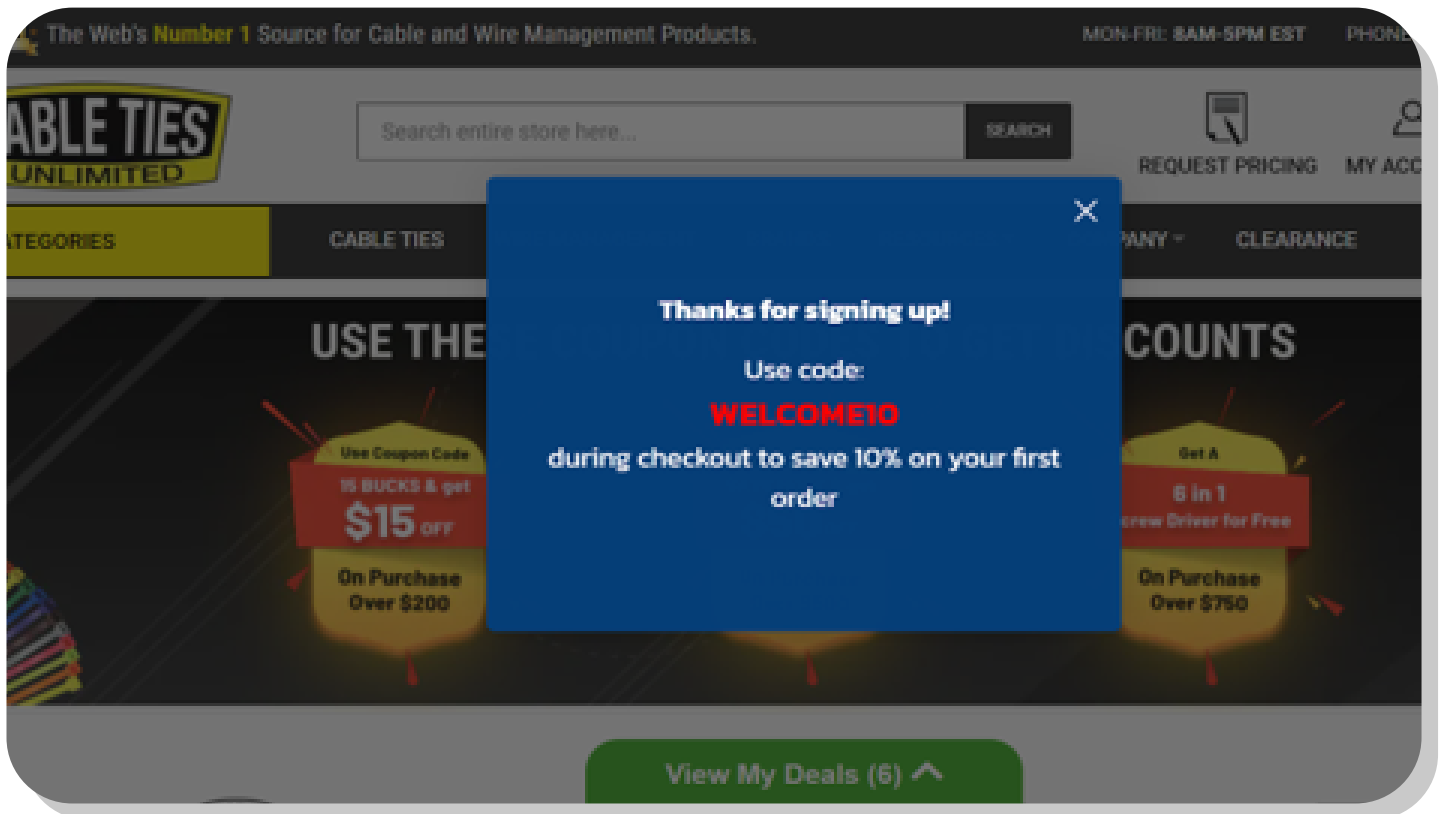 The Web's Number 1 Source for Cable and Wire Management Products.
MON-FRI: 8AM-5PM EST PHONE
ABLE TIES
UNLIMITED
Search entire store here...
SEARCH
REQUEST PRICING
MY ACC
ATEGORIES
CABLE TIES
PANY
CLEARANCE
USE THE
COUNTS
Thanks for signing up!
Use code:
WELCOME10
during checkout to save 10% on your first
order
Use Coupon Code
15 BUCKS & get
$15 OFF
On Purchase
Over $200
Get A
6 in 1
crew Driver for Free
On Purchase
Over $750
View My Deals (6)